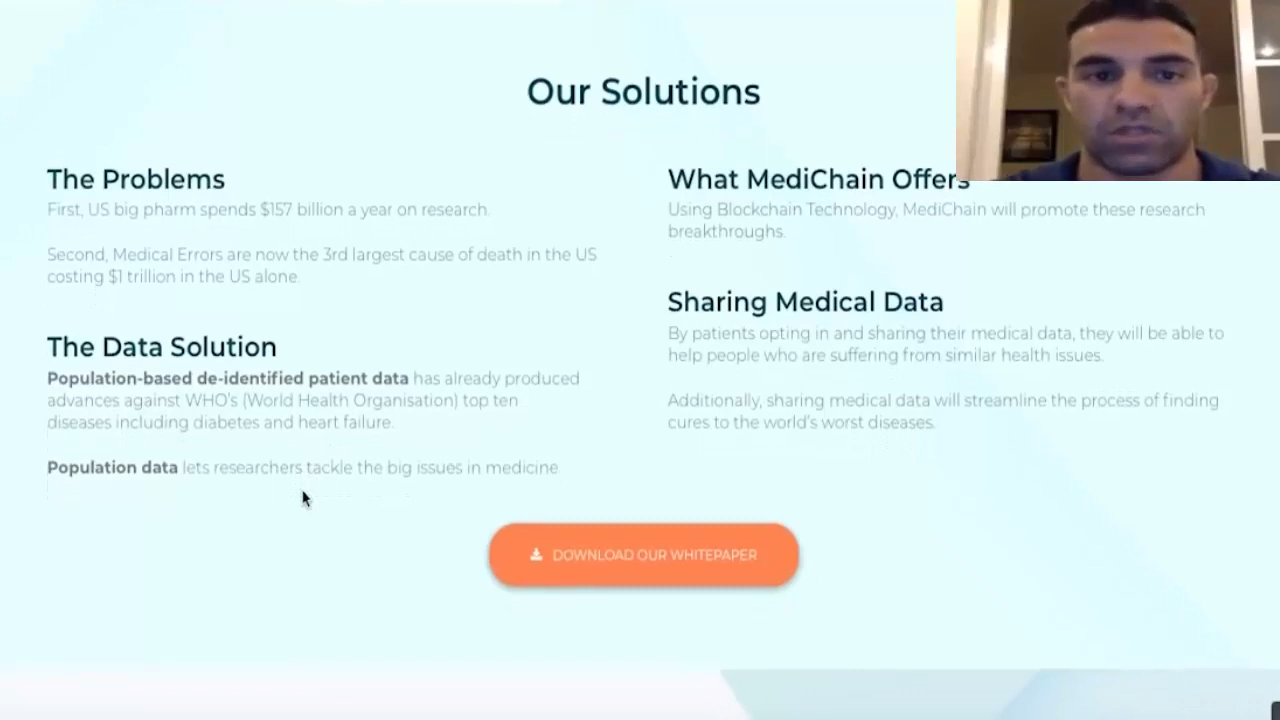 Our Solutions
The Problems
First, US big pharm spends $157 billion a year on research.
Second, Medical Errors are now the 3rd largest cause of death in the US
costing $1 trillion in the US alone.
The Data Solution
Population-based de-identified patient data has already produced
advances against WHO's (World Health Organisation) top ten
diseases including diabetes and heart failure.
Population data lets researchers tackle the big issues in medicine
What MediChain Offers
Using Blockchain Technology, MediChain will promote these research
breakthroughs.
Sharing Medical Data
By patients opting in and sharing their medical data, they will be able to
help people who are suffering from similar health issues.
Additionally, sharing medical data will streamline the process of finding
cures to the world's worst diseases.
DOWNLOAD OUR WHITEPAPER